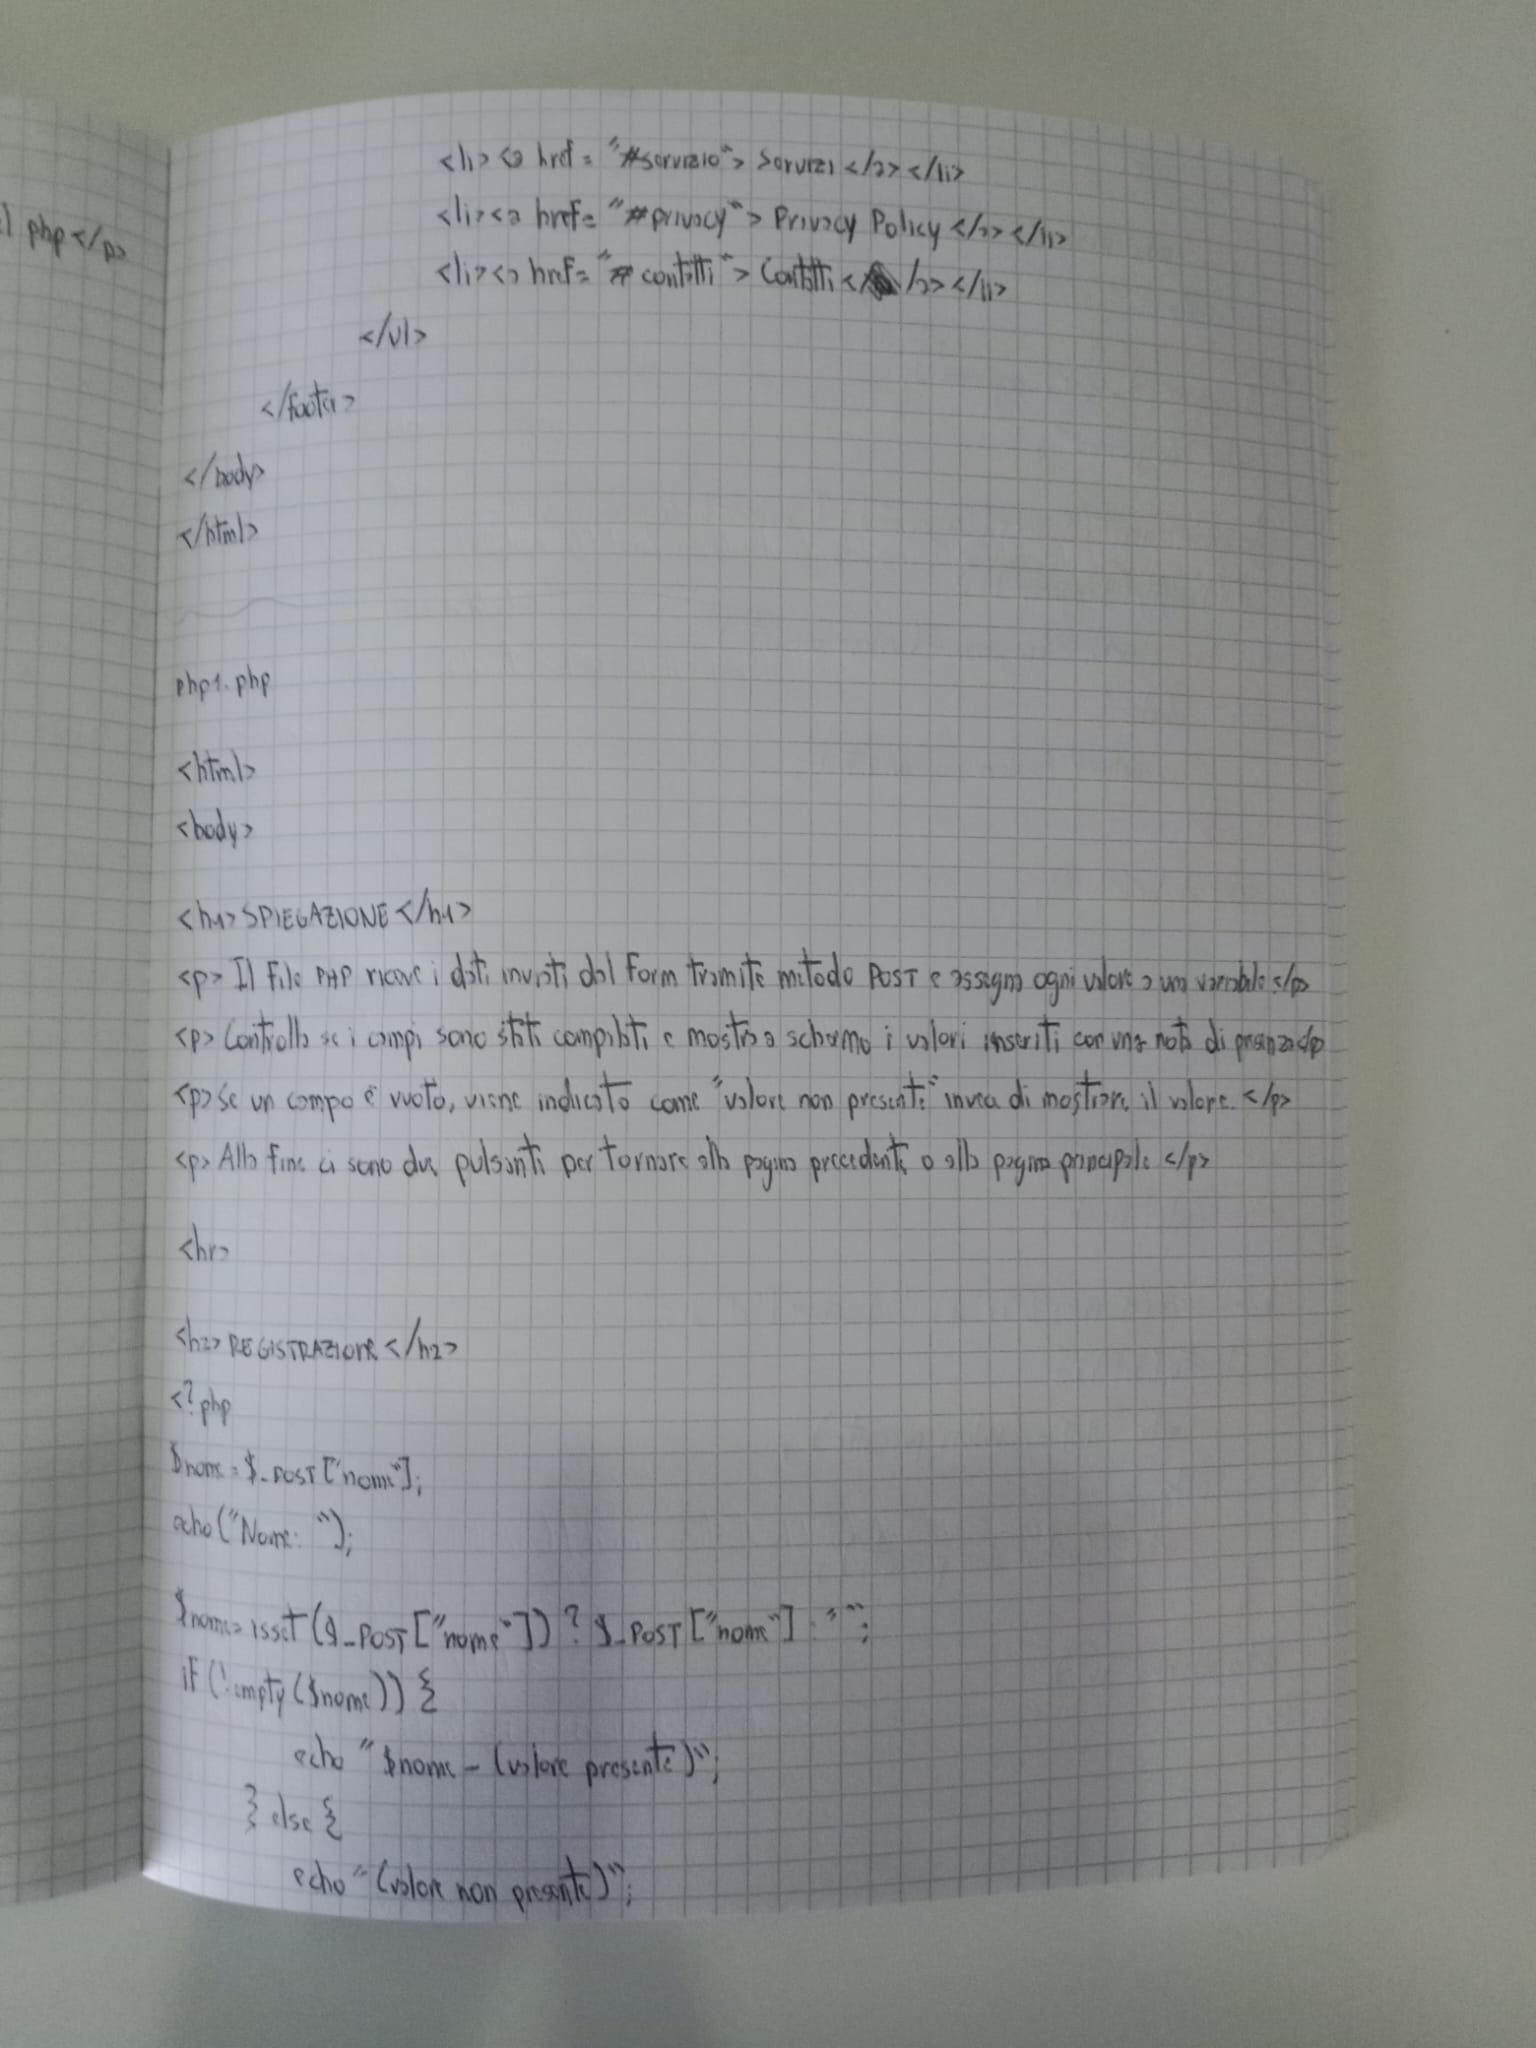 l php</p>
<li><a href="#servizio">Servizi</a></li>
<li><a href="#privacy">Privacy Policy</a></li>
<li><a href="#contatti">Contatti</a></li>
</ul>
</footer>
</body>
</html>
php1.php
<html>
<body>
<h1>SPIEGAZIONE</h1>
<p>Il file PHP riceve i dati inviati dal form tramite metodo POST e assegna ogni valore a una variabile</p>
<p>Controlla se i campi sono stati compilati e mostra a schermo i valori inseriti con una nota di presenza</p>
<p>Se un campo è vuoto, viene indicato come "valore non presente" invece di mostrare il valore.</p>
<p>Alla fine ci sono due pulsanti per tornare alla pagina precedente o alla pagina principale</p>
<hr>
<h2>REGISTRAZIONE</h2>
<?php
$nome = $_POST["nome"];
echo("Nome: ");
$nome = isset($_POST["nome"]) ? $_POST["nome"] : "";
if (!empty($nome)) {
echo "$nome - (valore presente)";
} else {
echo "(valore non presente)";